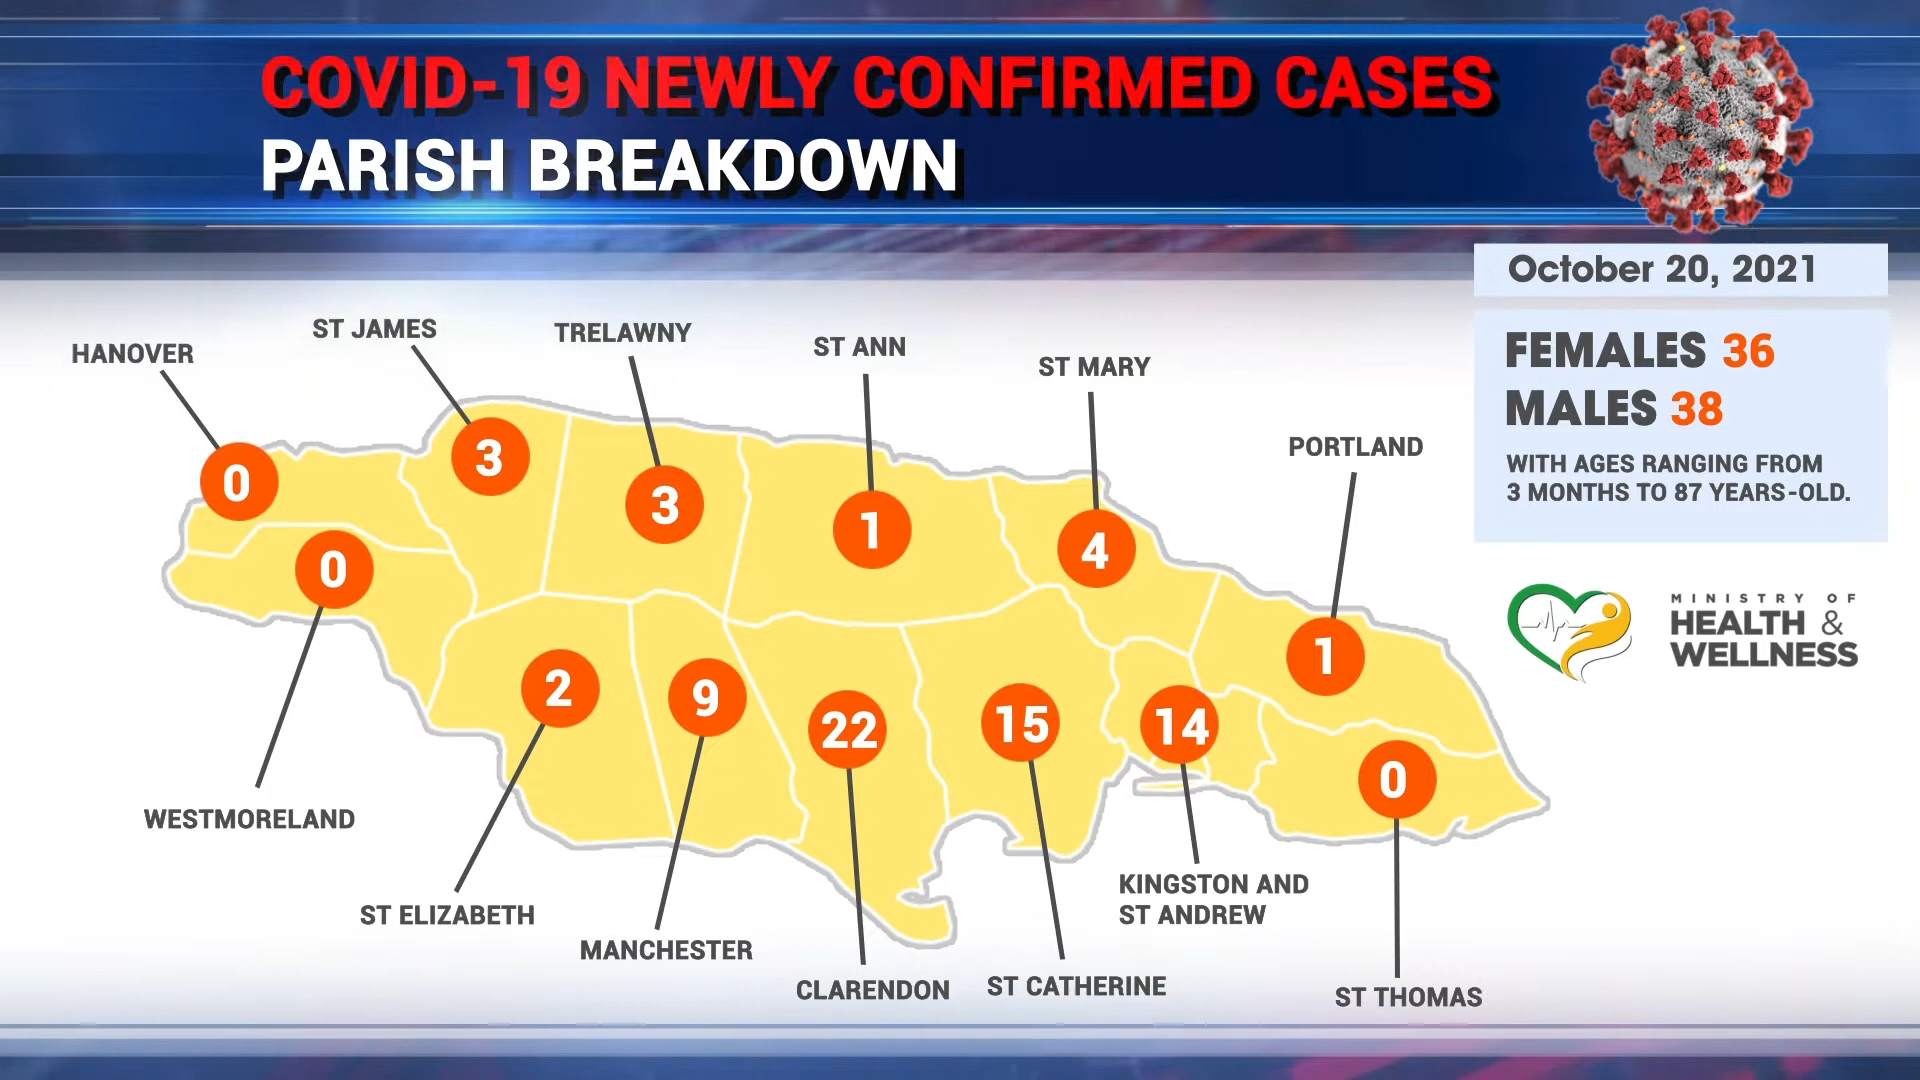 COVID-19 NEWLY CONFIRMED CASES
PARISH BREAKDOWN
October 20, 2021
FEMALES 36
MALES 38
WITH AGES RANGING FROM
3 MONTHS TO 87 YEARS-OLD.
MINISTRY OF
HEALTH &
WELLNESS
HANOVER
0
ST JAMES
3
TRELAWNY
3
ST ANN
1
ST MARY
4
PORTLAND
1
WESTMORELAND
0
ST ELIZABETH
2
MANCHESTER
9
CLARENDON
22
ST CATHERINE
15
KINGSTON AND
ST ANDREW
14
ST THOMAS
0